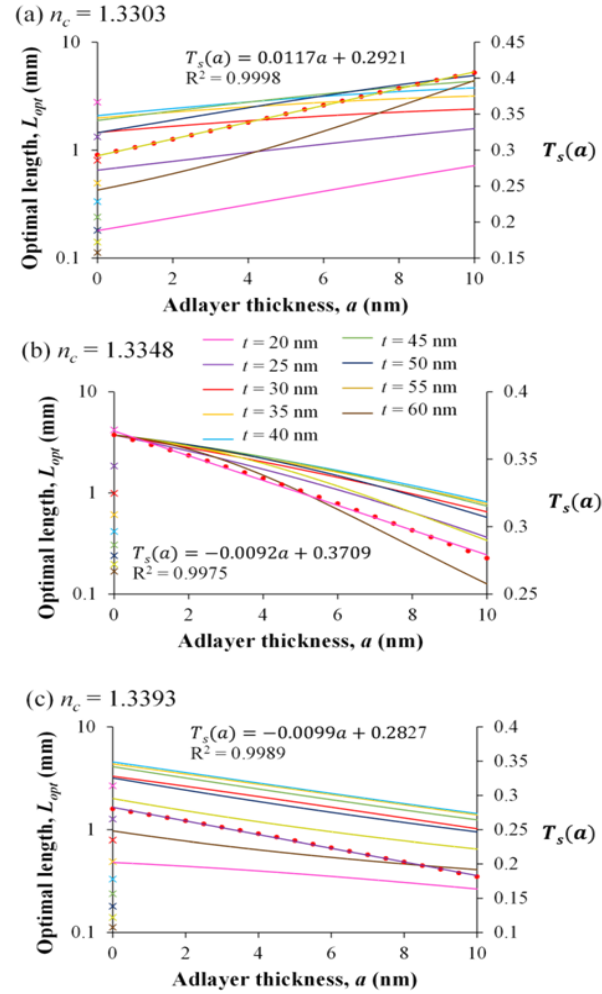 (a) n_c = 1.3303
T_s(a) = 0.0117a + 0.2921
R² = 0.9998
Optimal length, L_opt (mm)
10
1
0.1
0.45
0.4
0.35
0.3
0.25
0.2
0.15
T_s(a)
0 2 4 6 8 10
Adlayer thickness, a (nm)
(b) n_c = 1.3348
t = 20 nm
t = 25 nm
t = 30 nm
t = 35 nm
t = 40 nm
t = 45 nm
t = 50 nm
t = 55 nm
t = 60 nm
Optimal length, L_opt (mm)
10
1
0.1
0.4
0.35
0.3
0.25
T_s(a)
T_s(a) = −0.0092a + 0.3709
R² = 0.9975
0 2 4 6 8 10
Adlayer thickness, a (nm)
(c) n_c = 1.3393
T_s(a) = −0.0099a + 0.2827
R² = 0.9989
Optimal length, L_opt (mm)
10
1
0.1
0.4
0.35
0.3
0.25
0.2
0.15
0.1
T_s(a)
0 2 4 6 8 10
Adlayer thickness, a (nm)